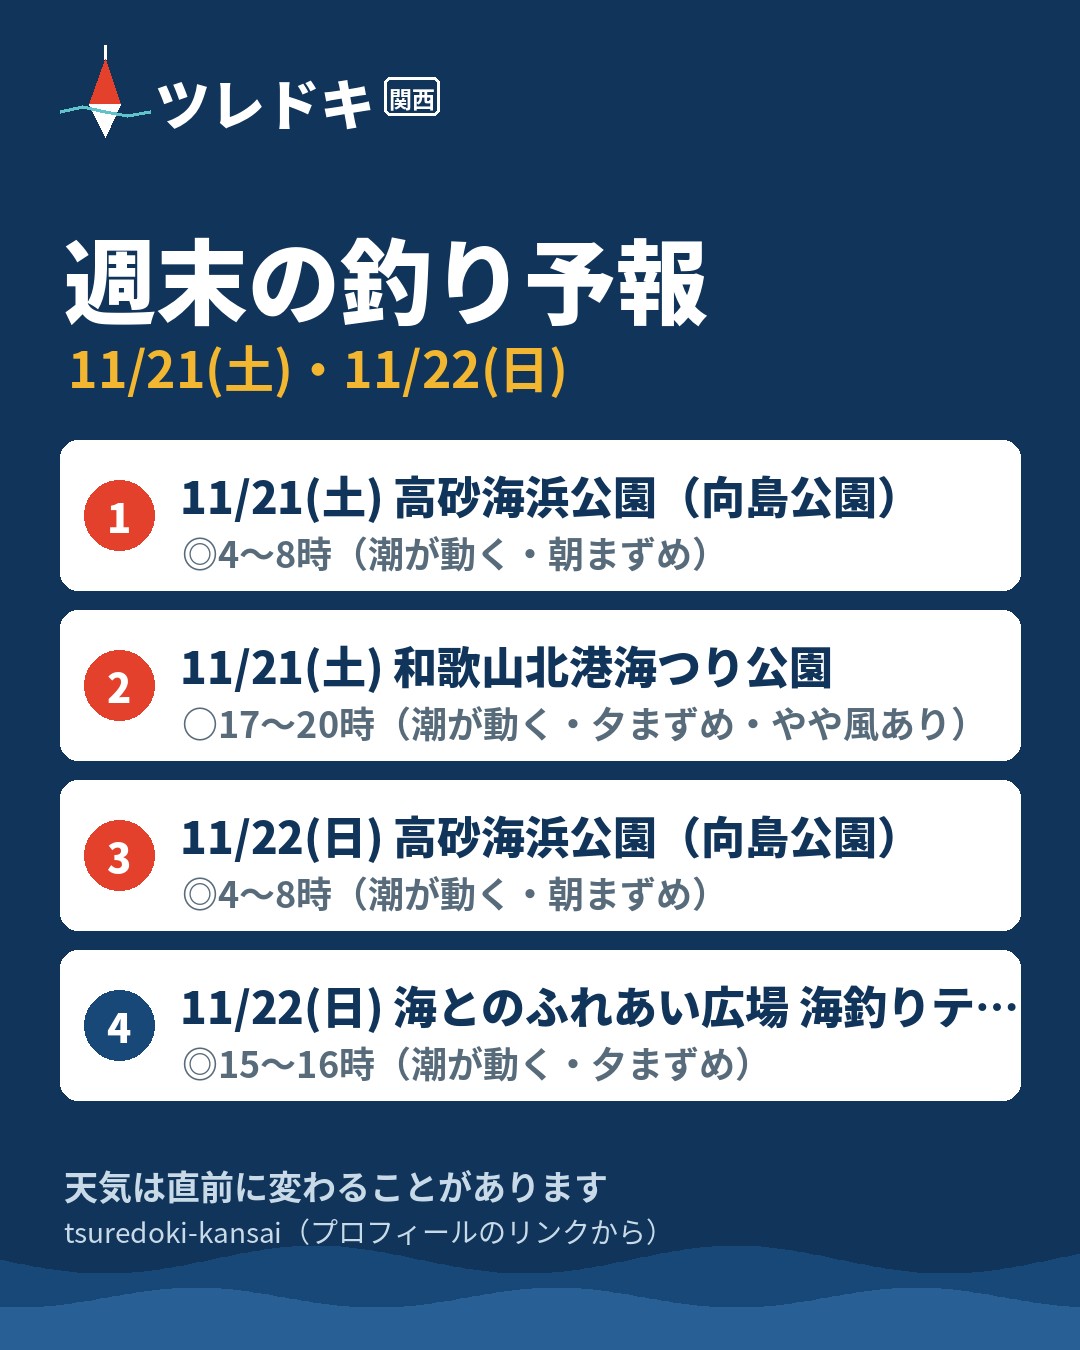 ツレドキ 関西
週末の釣り予報
11/21(土)・11/22(日)
1
11/21(土) 高砂海浜公園（向島公園）
◎4〜8時（潮が動く・朝まずめ）
2
11/21(土) 和歌山北港海つり公園
○17〜20時（潮が動く・夕まずめ・やや風あり）
3
11/22(日) 高砂海浜公園（向島公園）
◎4〜8時（潮が動く・朝まずめ）
4
11/22(日) 海とのふれあい広場 海釣りテ…
◎15〜16時（潮が動く・夕まずめ）
天気は直前に変わることがあります
tsuredoki-kansai（プロフィールのリンクから）